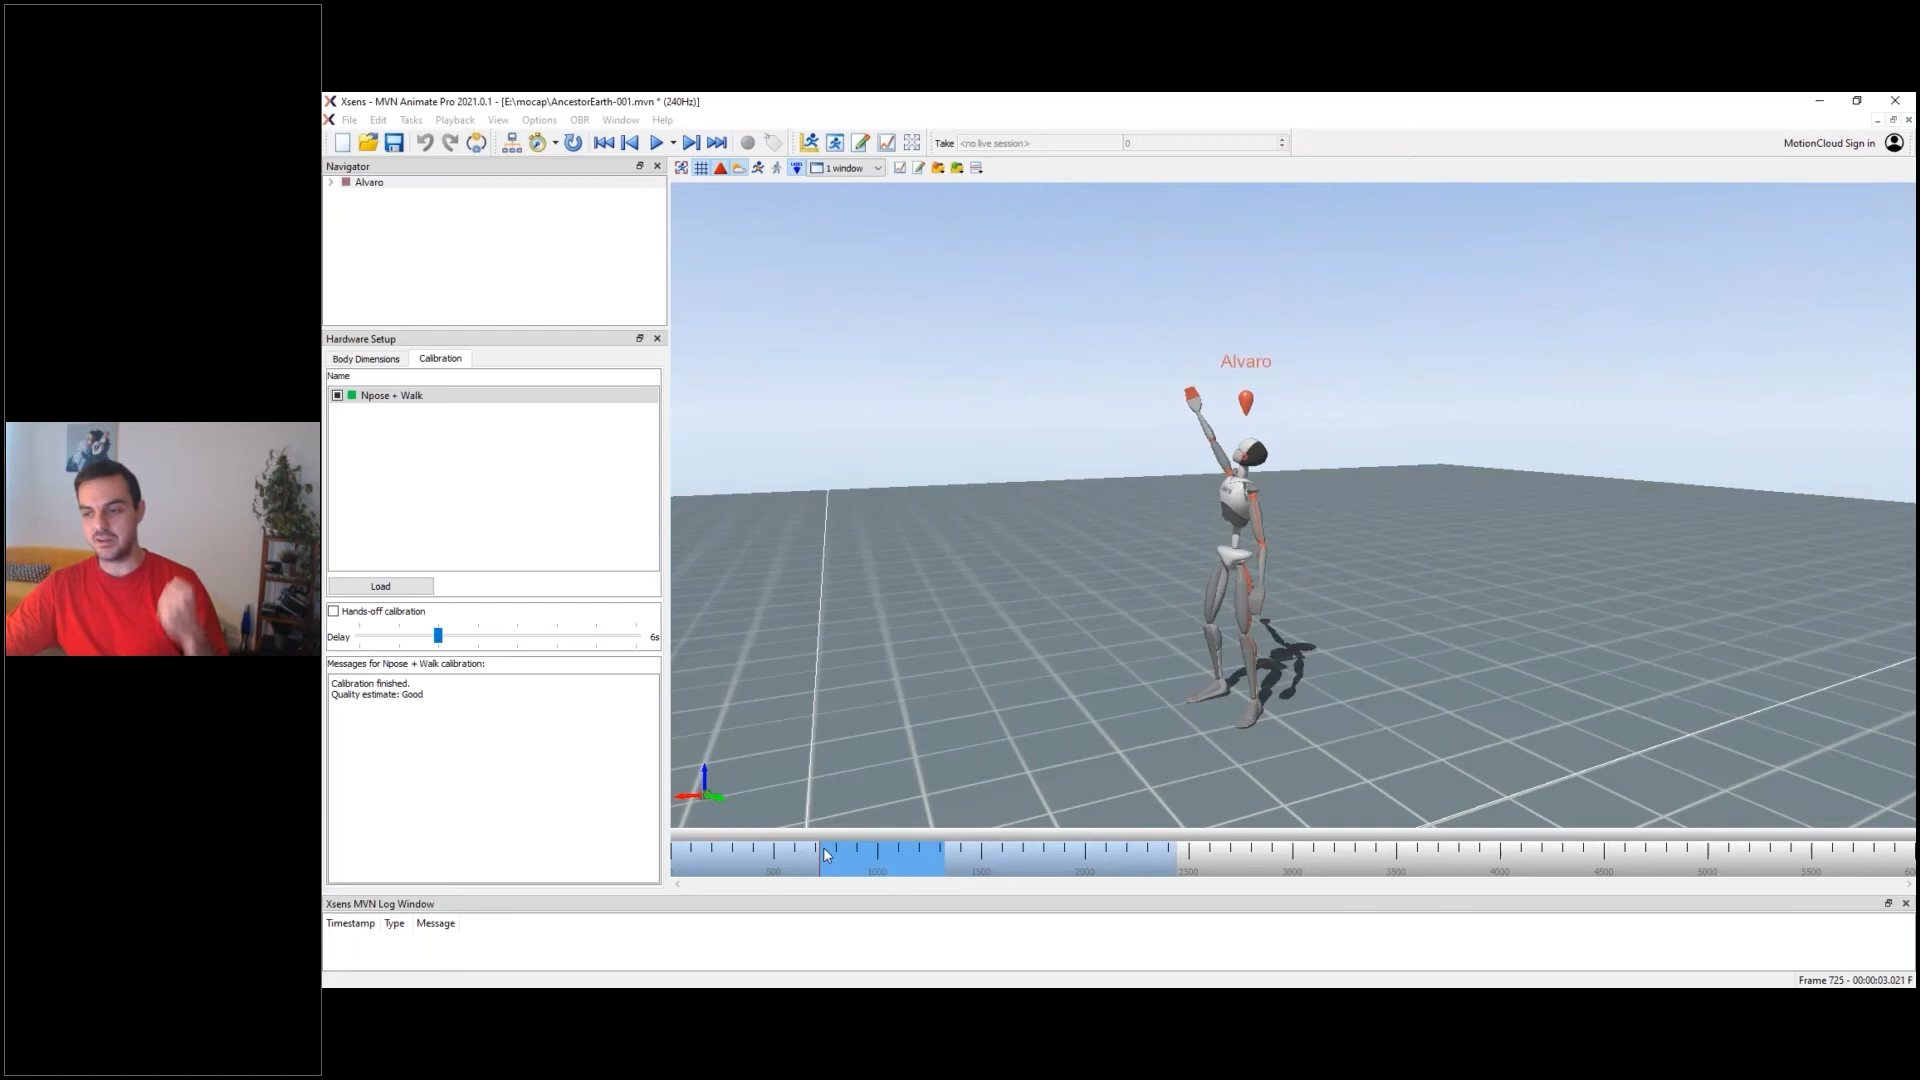 Xsens - MVN Animate Pro 2021.0.1 - [E:\mocap\AncestorEarth-001.mvn * (240Hz)]
File Edit Tasks Playback View Options OBR Window Help
Take <no live session> 0
MotionCloud Sign in
Navigator
1 window
Alvaro
Hardware Setup
Body Dimensions Calibration
Name
Npose + Walk
Load
Hands-off calibration
Delay 6s
Messages for Npose + Walk calibration:
Calibration finished.
Quality estimate: Good
Alvaro
500 1000 1500 2000 2500 3000 3500 4000 4500 5000 5500
Xsens MVN Log Window
Timestamp Type Message
Frame 725 - 00:00:03.021 F